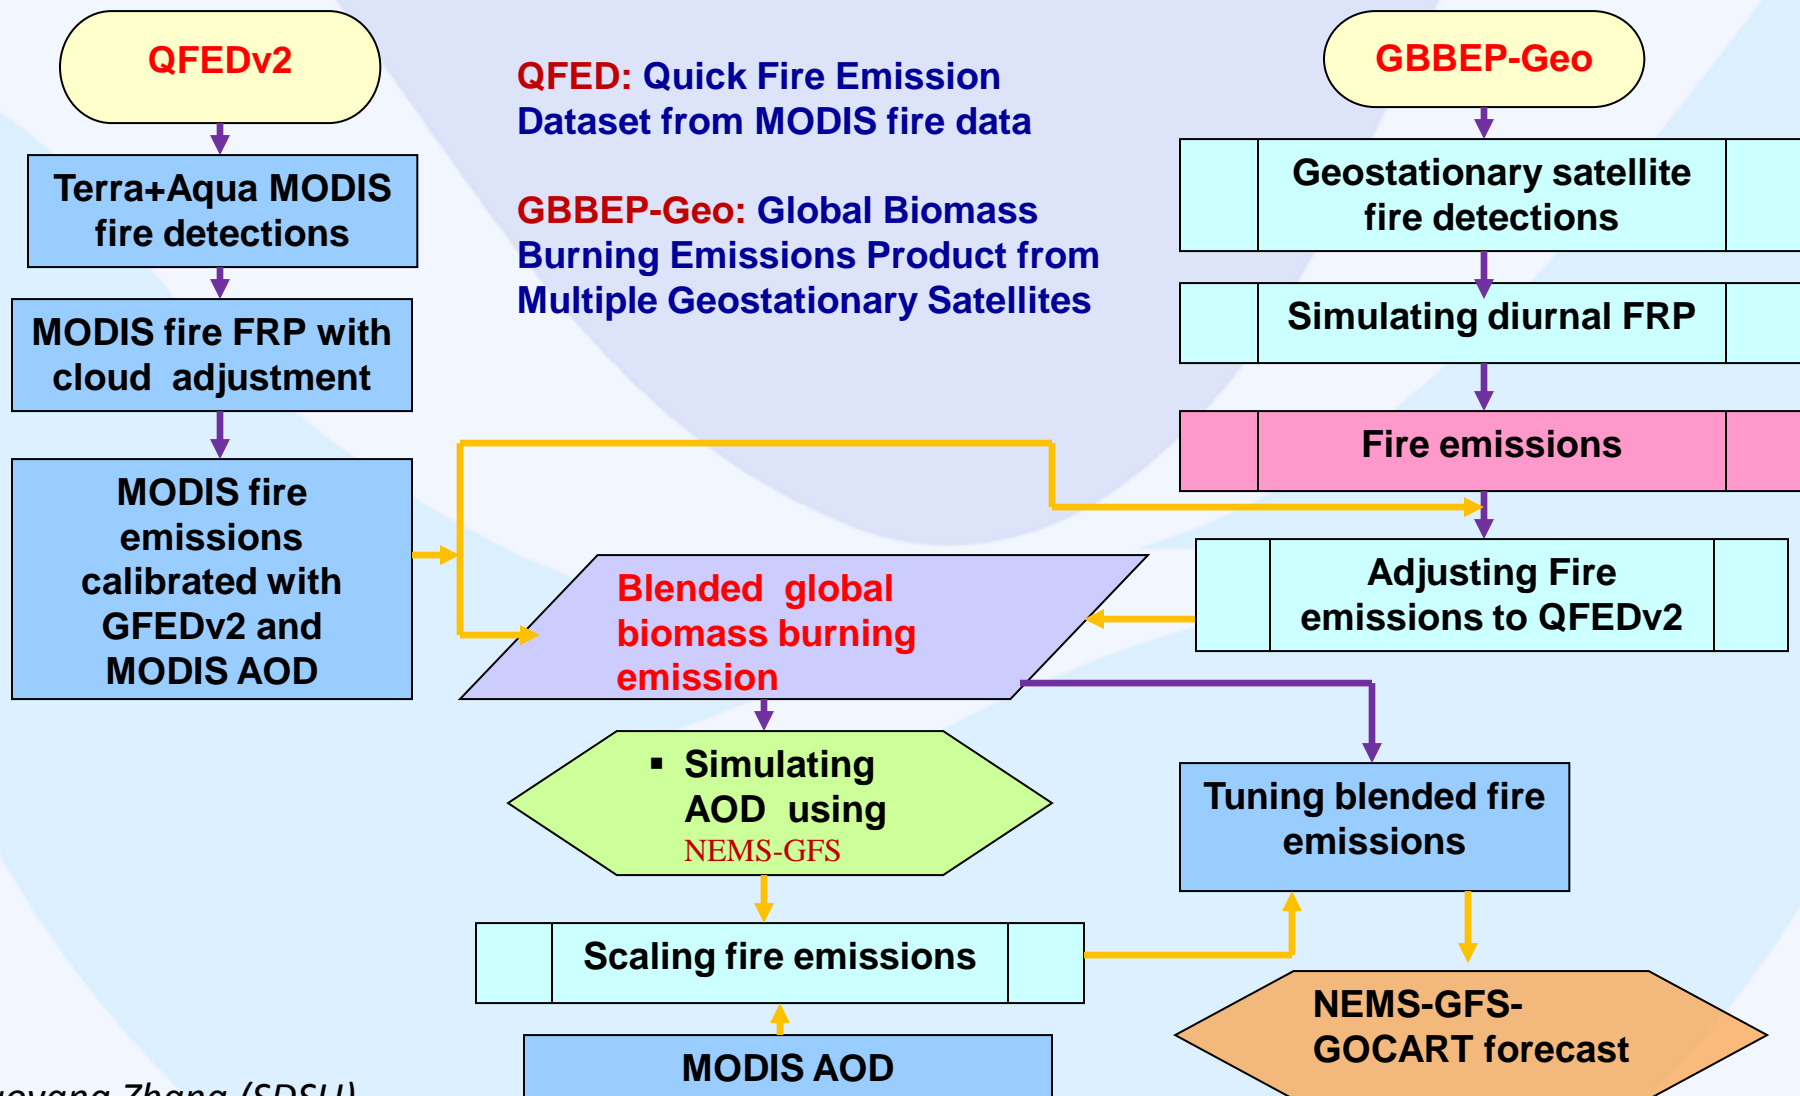 QFEDv2
Terra+Aqua MODIS
fire detections
MODIS fire FRP with
cloud adjustment
MODIS fire
emissions
calibrated with
GFEDv2 and
MODIS AOD
QFED: Quick Fire Emission
Dataset from MODIS fire data
GBBEP-Geo: Global Biomass
Burning Emissions Product from
Multiple Geostationary Satellites
GBBEP-Geo
Geostationary satellite
fire detections
Simulating diurnal FRP
Fire emissions
Adjusting Fire
emissions to QFEDv2
Blended global
biomass burning
emission
▪ Simulating
AOD using
NEMS-GFS
Scaling fire emissions
MODIS AOD
Tuning blended fire
emissions
NEMS-GFS-
GOCART forecast
Zhang (SDSU)